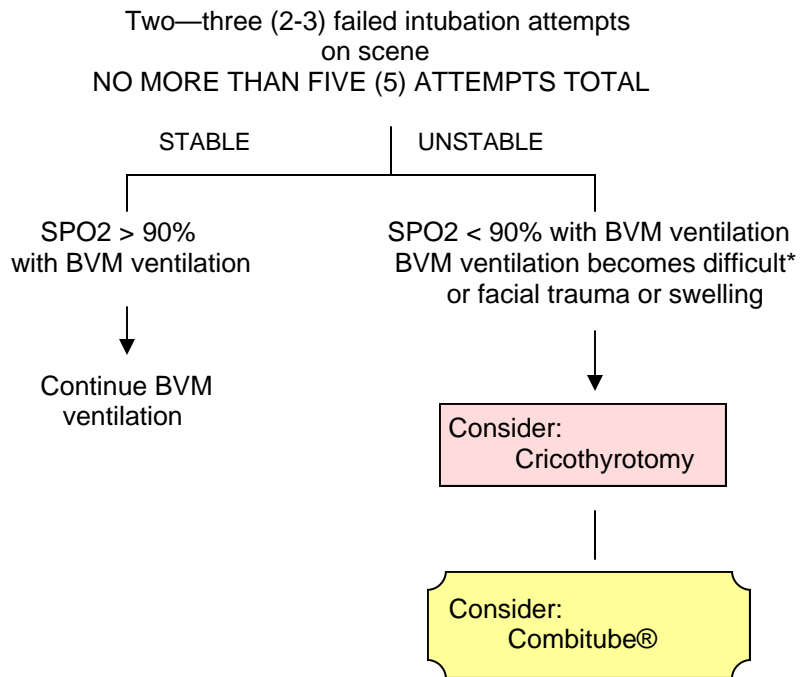 Two—three (2-3) failed intubation attempts
on scene
NO MORE THAN FIVE (5) ATTEMPTS TOTAL
STABLE
UNSTABLE
SPO2 > 90%
with BVM ventilation
SPO2 < 90% with BVM ventilation
BVM ventilation becomes difficult*
or facial trauma or swelling
Continue BVM
ventilation
Consider:
Cricothyrotomy
Consider:
Combitube®